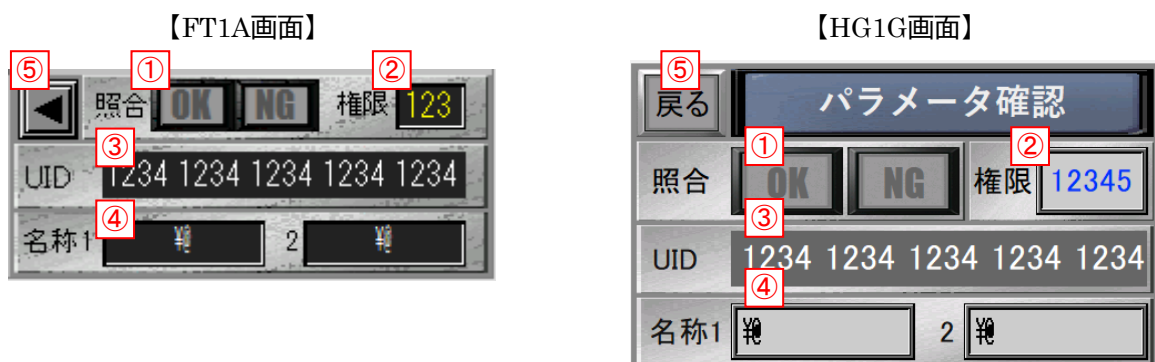 【FT1A画面】
⑤ ① ②
◀ 照合 OK NG 権限 123
③
UID 1234 1234 1234 1234 1234
④
名称1 ¥@ 2 ¥@
【HG1G画面】
⑤
戻る パラメータ確認
① ②
照合 OK NG 権限 12345
③
UID 1234 1234 1234 1234 1234
④
名称1 ¥@ 2 ¥@